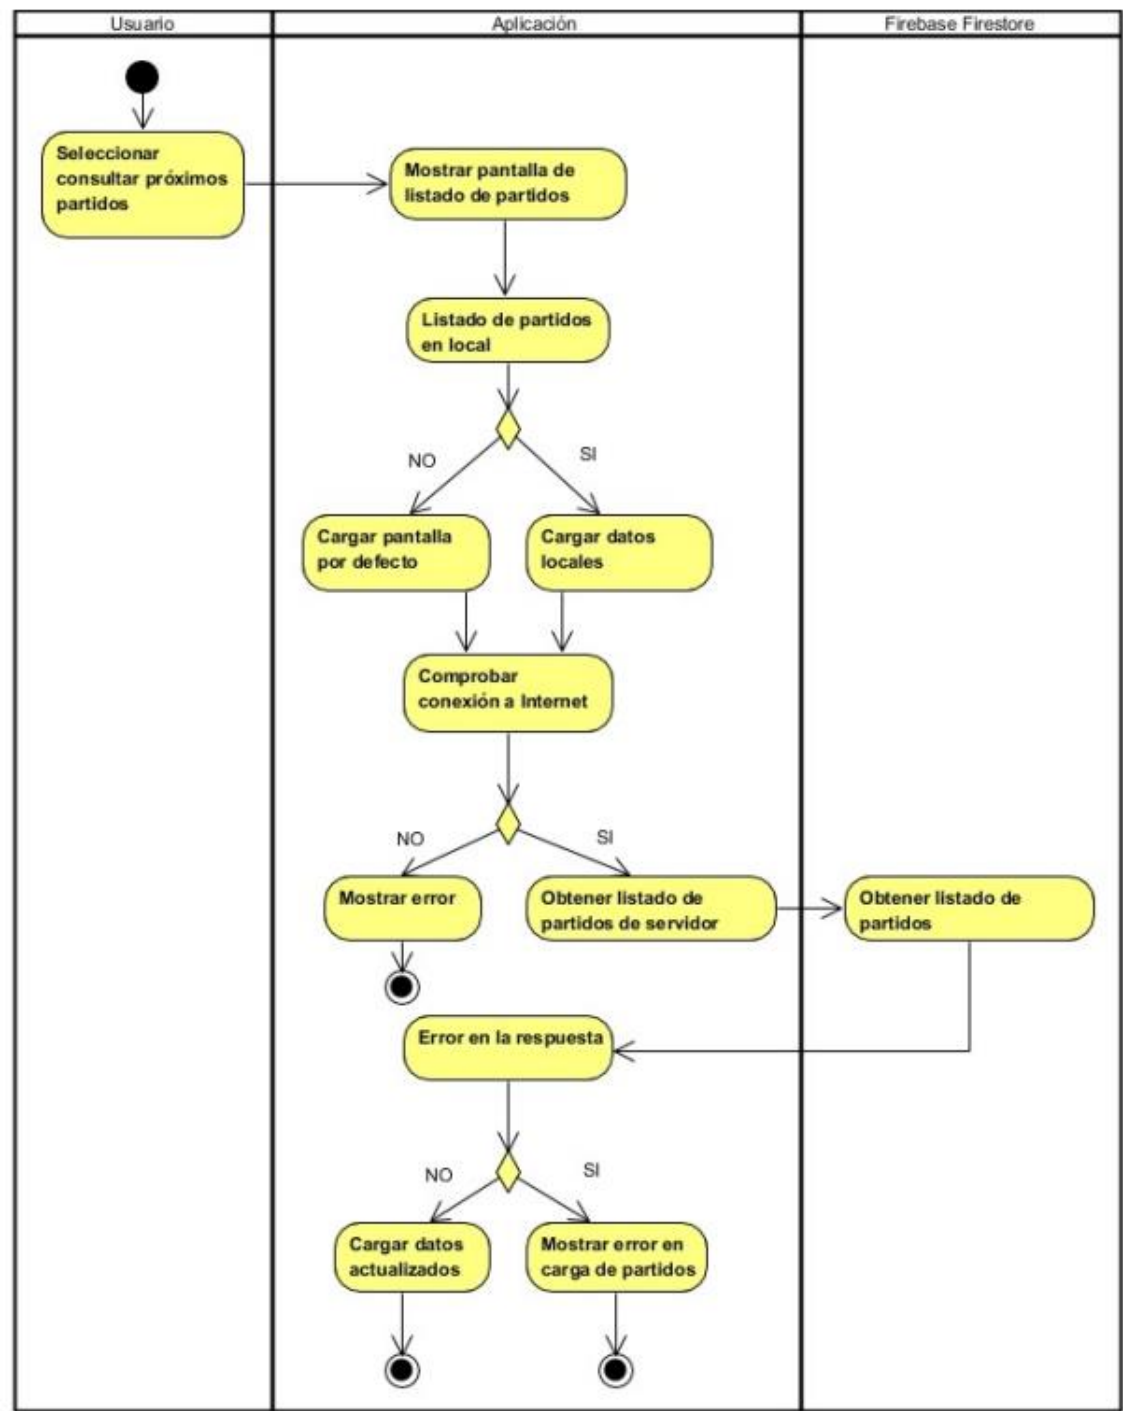 Usuario
Aplicación
Firebase Firestore
Seleccionar
consultar próximos
partidos
Mostrar pantalla de
listado de partidos
Listado de partidos
en local
NO
SI
Cargar pantalla
por defecto
Cargar datos
locales
Comprobar
conexión a Internet
NO
SI
Mostrar error
Obtener listado de
partidos de servidor
Obtener listado de
partidos
Error en la respuesta
NO
SI
Cargar datos
actualizados
Mostrar error en
carga de partidos